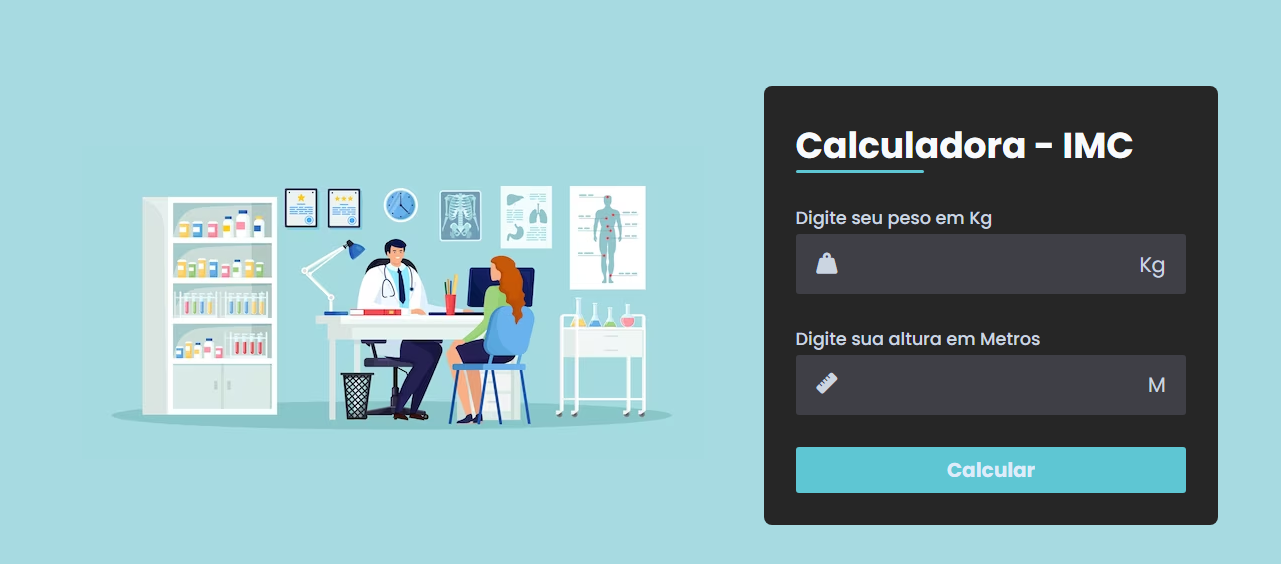 Calculadora - IMC
Digite seu peso em Kg
Kg
Digite sua altura em Metros
M
Calcular